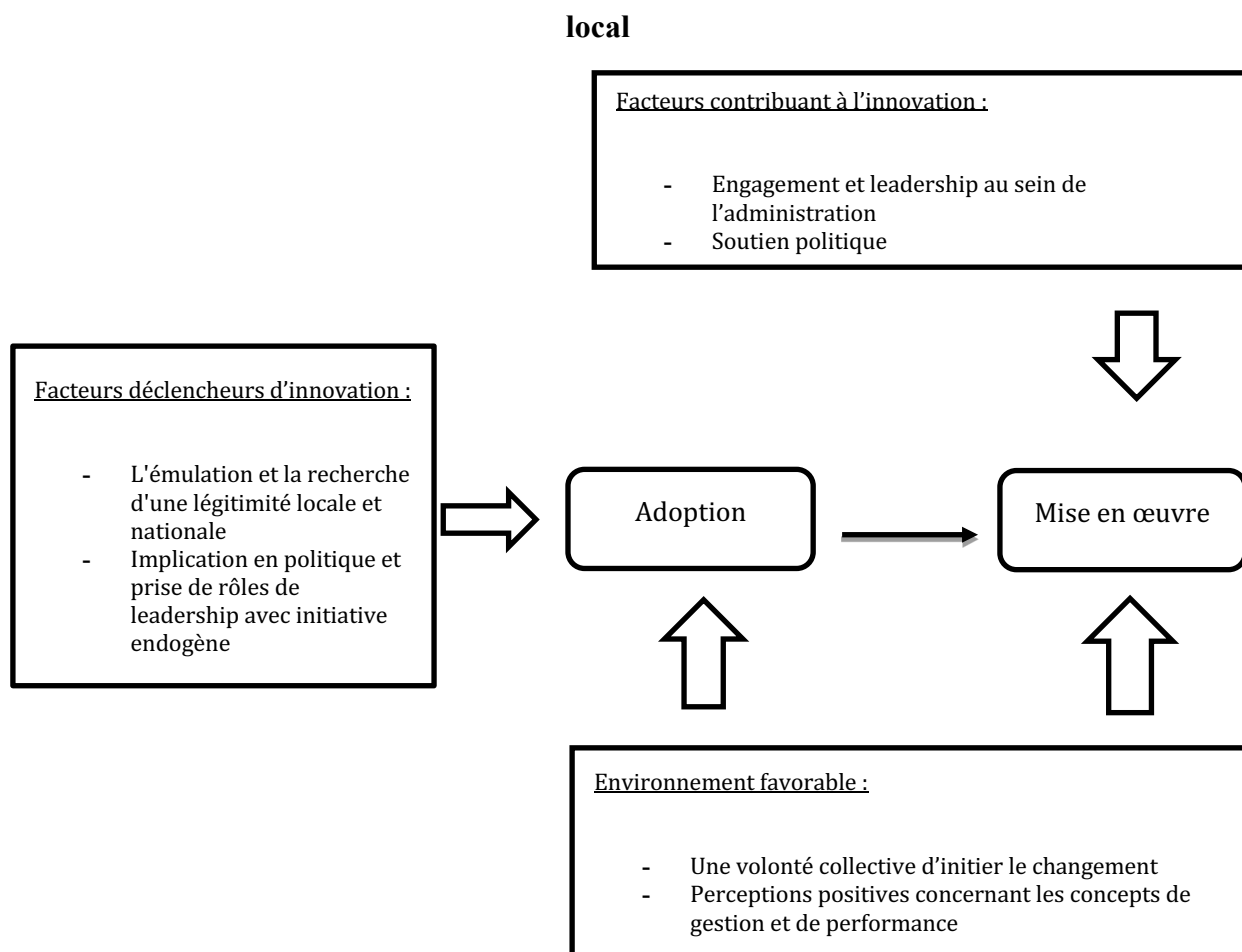 local
Facteurs contribuant à l’innovation :
- Engagement et leadership au sein de
l’administration
- Soutien politique
Facteurs déclencheurs d’innovation :
- L'émulation et la recherche
d'une légitimité locale et
nationale
- Implication en politique et
prise de rôles de
leadership avec initiative
endogène
Adoption
Mise en œuvre
Environnement favorable :
- Une volonté collective d’initier le changement
- Perceptions positives concernant les concepts de
gestion et de performance